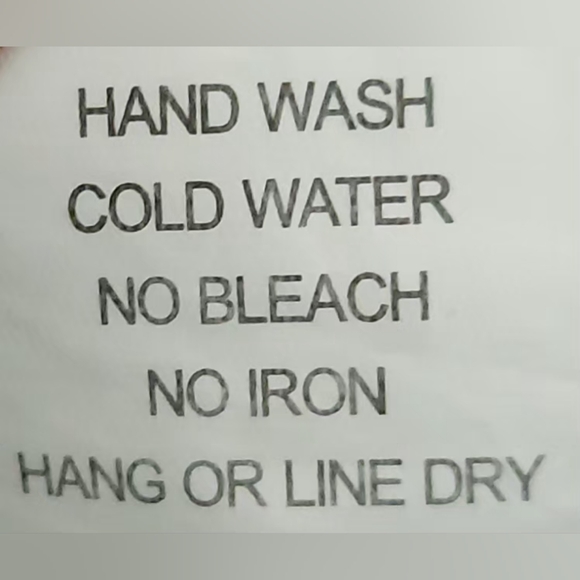 HAND WASH
COLD WATER
NO BLEACH
NO IRON
HANG OR LINE DRY